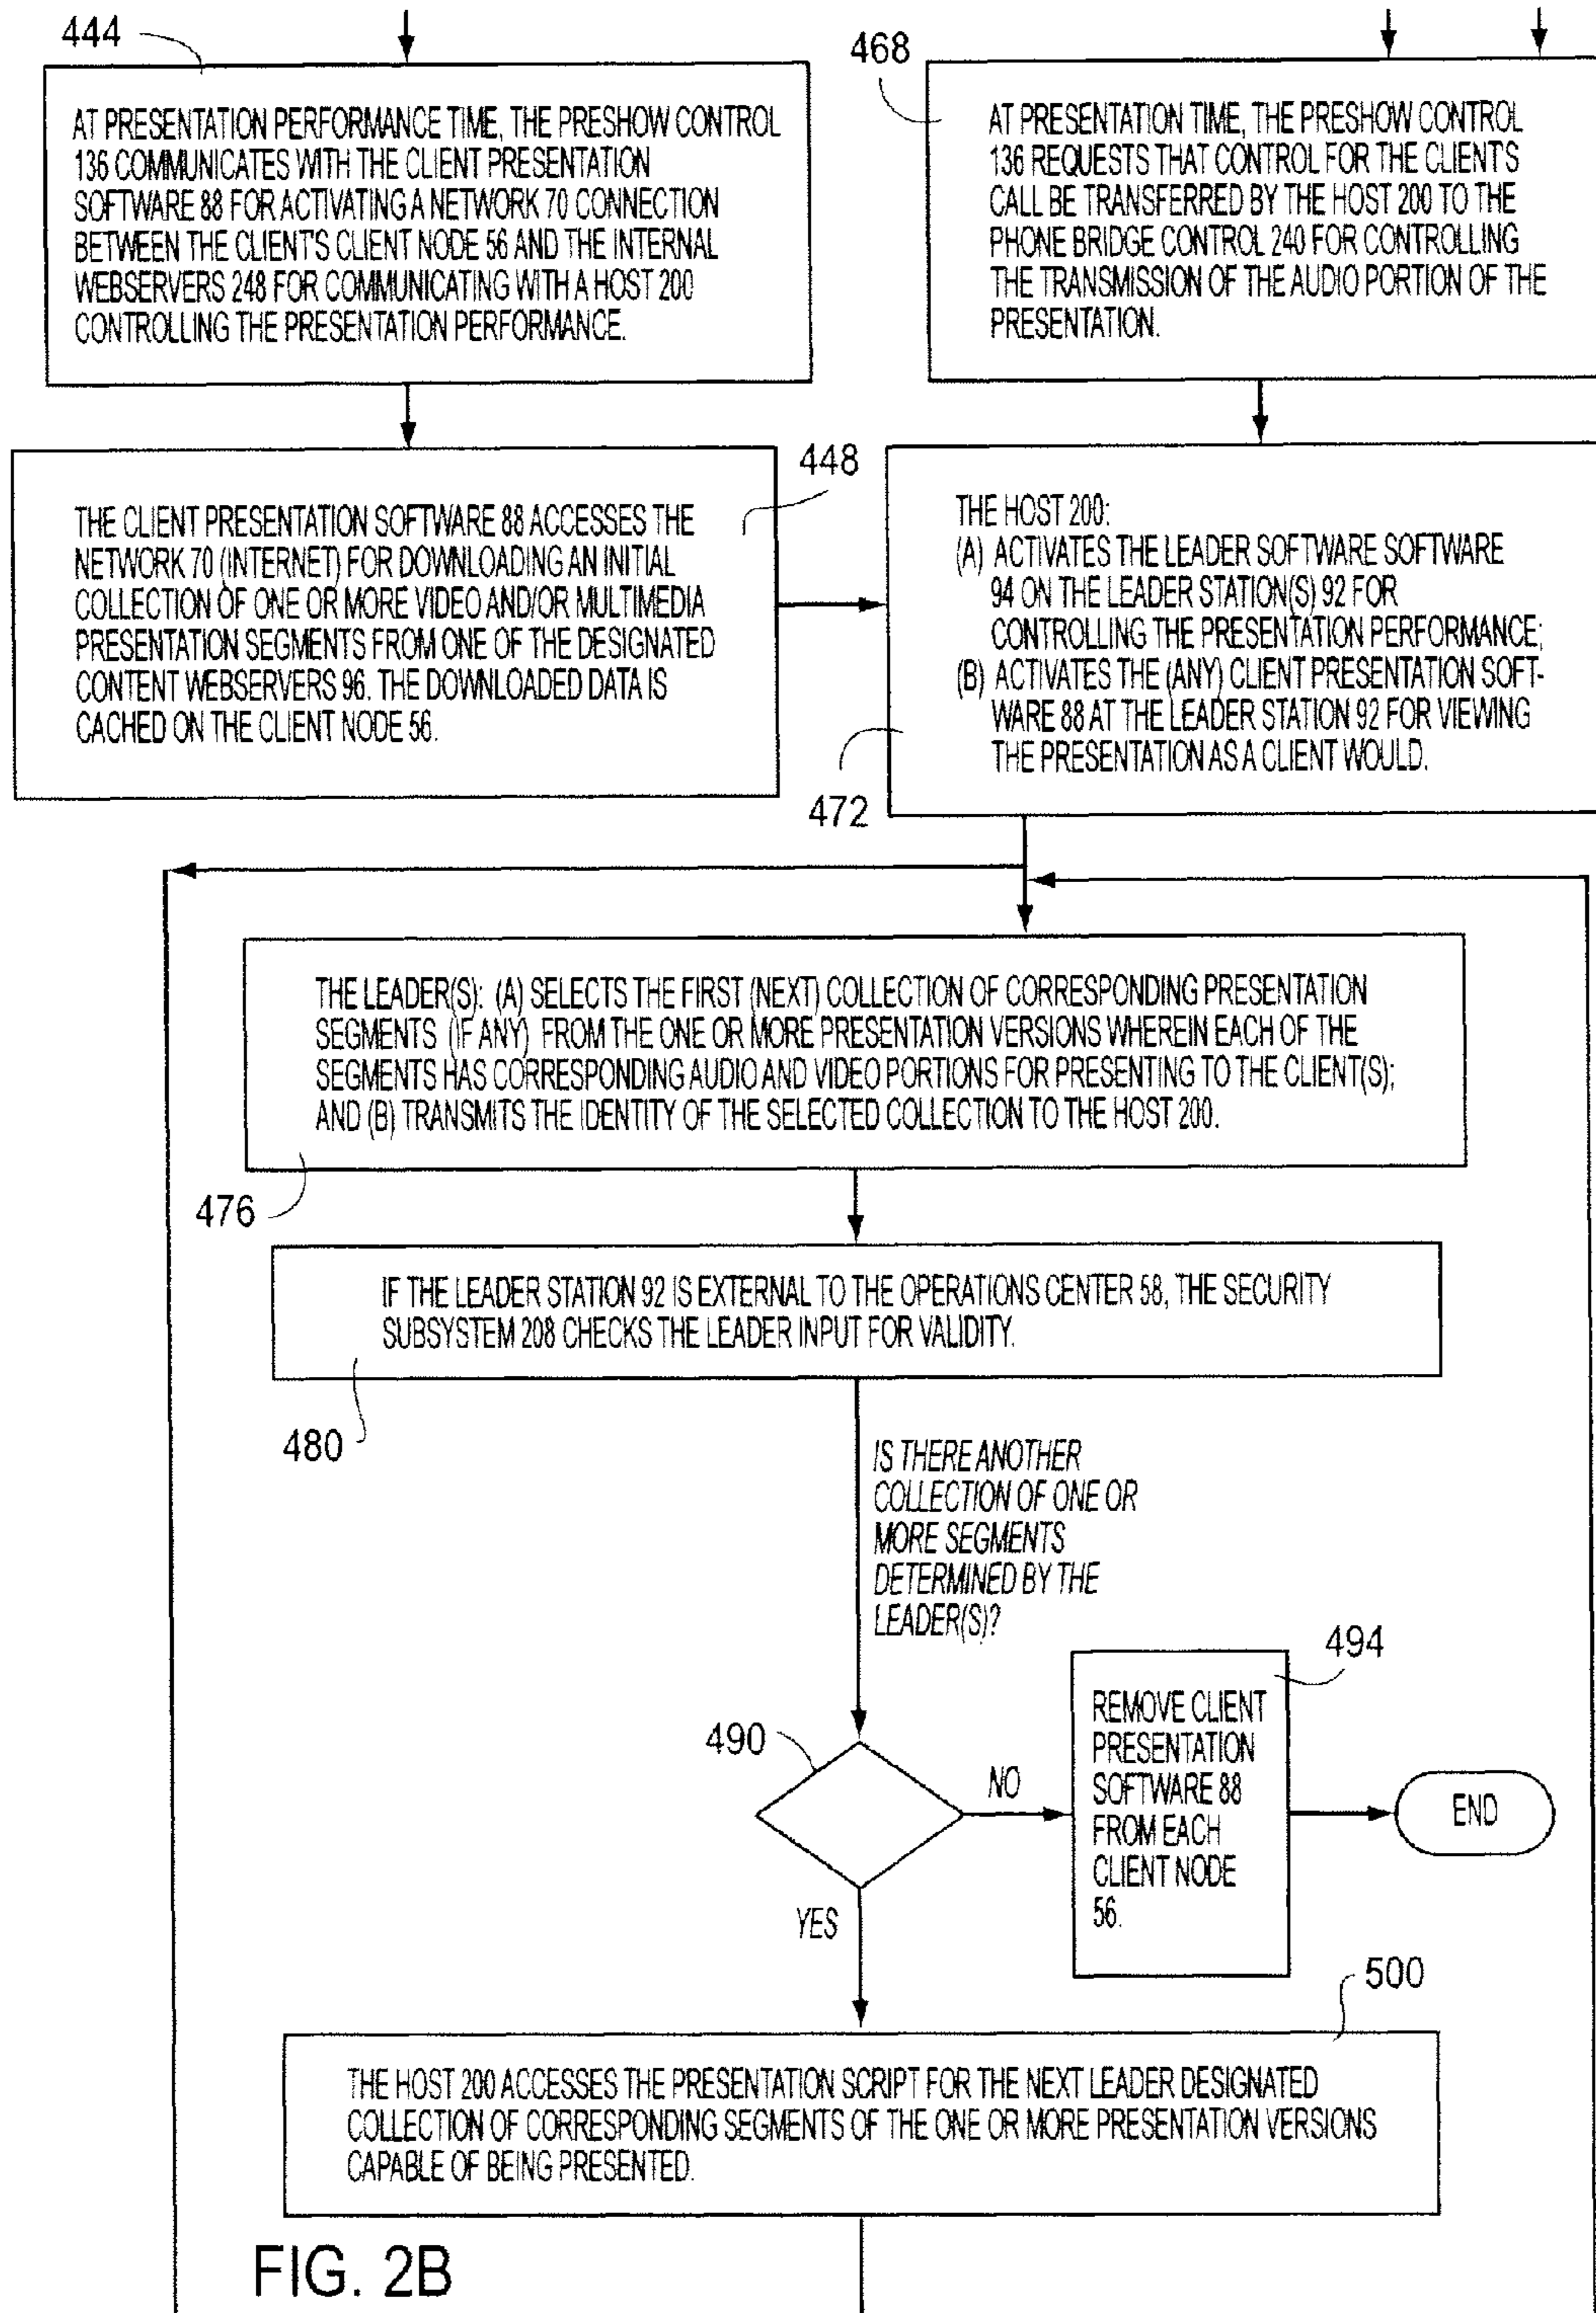 444
AT PRESENTATION PERFORMANCE TIME, THE PRESHOW CONTROL
136 COMMUNICATES WITH THE CLIENT PRESENTATION
SOFTWARE 88 FOR ACTIVATING A NETWORK 70 CONNECTION
BETWEEN THE CLIENT'S CLIENT NODE 56 AND THE INTERNAL
WEBSERVERS 248 FOR COMMUNICATING WITH A HOST 200
CONTROLLING THE PRESENTATION PERFORMANCE.
468
AT PRESENTATION TIME, THE PRESHOW CONTROL
136 REQUESTS THAT CONTROL FOR THE CLIENT'S
CALL BE TRANSFERRED BY THE HOST 200 TO THE
PHONE BRIDGE CONTROL 240 FOR CONTROLLING
THE TRANSMISSION OF THE AUDIO PORTION OF THE
PRESENTATION.
448
THE CLIENT PRESENTATION SOFTWARE 88 ACCESSES THE
NETWORK 70 (INTERNET) FOR DOWNLOADING AN INITIAL
COLLECTION OF ONE OR MORE VIDEO AND/OR MULTIMEDIA
PRESENTATION SEGMENTS FROM ONE OF THE DESIGNATED
CONTENT WEBSERVERS 96. THE DOWNLOADED DATA IS
CACHED ON THE CLIENT NODE 56.
THE HOST 200:
(A) ACTIVATES THE LEADER SOFTWARE SOFTWARE
94 ON THE LEADER STATION(S) 92 FOR
CONTROLLING THE PRESENTATION PERFORMANCE;
(B) ACTIVATES THE (ANY) CLIENT PRESENTATION SOFT-
WARE 88 AT THE LEADER STATION 92 FOR VIEWING
THE PRESENTATION AS A CLIENT WOULD.
472
THE LEADER(S): (A) SELECTS THE FIRST (NEXT) COLLECTION OF CORRESPONDING PRESENTATION
SEGMENTS (IF ANY) FROM THE ONE OR MORE PRESENTATION VERSIONS WHEREIN EACH OF THE
SEGMENTS HAS CORRESPONDING AUDIO AND VIDEO PORTIONS FOR PRESENTING TO THE CLIENT(S);
AND (B) TRANSMITS THE IDENTITY OF THE SELECTED COLLECTION TO THE HOST 200.
476
IF THE LEADER STATION 92 IS EXTERNAL TO THE OPERATIONS CENTER 58, THE SECURITY
SUBSYSTEM 208 CHECKS THE LEADER INPUT FOR VALIDITY.
480
IS THERE ANOTHER
COLLECTION OF ONE OR
MORE SEGMENTS
DETERMINED BY THE
LEADER(S)?
490
NO
494
REMOVE CLIENT
PRESENTATION
SOFTWARE 88
FROM EACH
CLIENT NODE
56.
END
YES
500
THE HOST 200 ACCESSES THE PRESENTATION SCRIPT FOR THE NEXT LEADER DESIGNATED
COLLECTION OF CORRESPONDING SEGMENTS OF THE ONE OR MORE PRESENTATION VERSIONS
CAPABLE OF BEING PRESENTED.
FIG. 2B